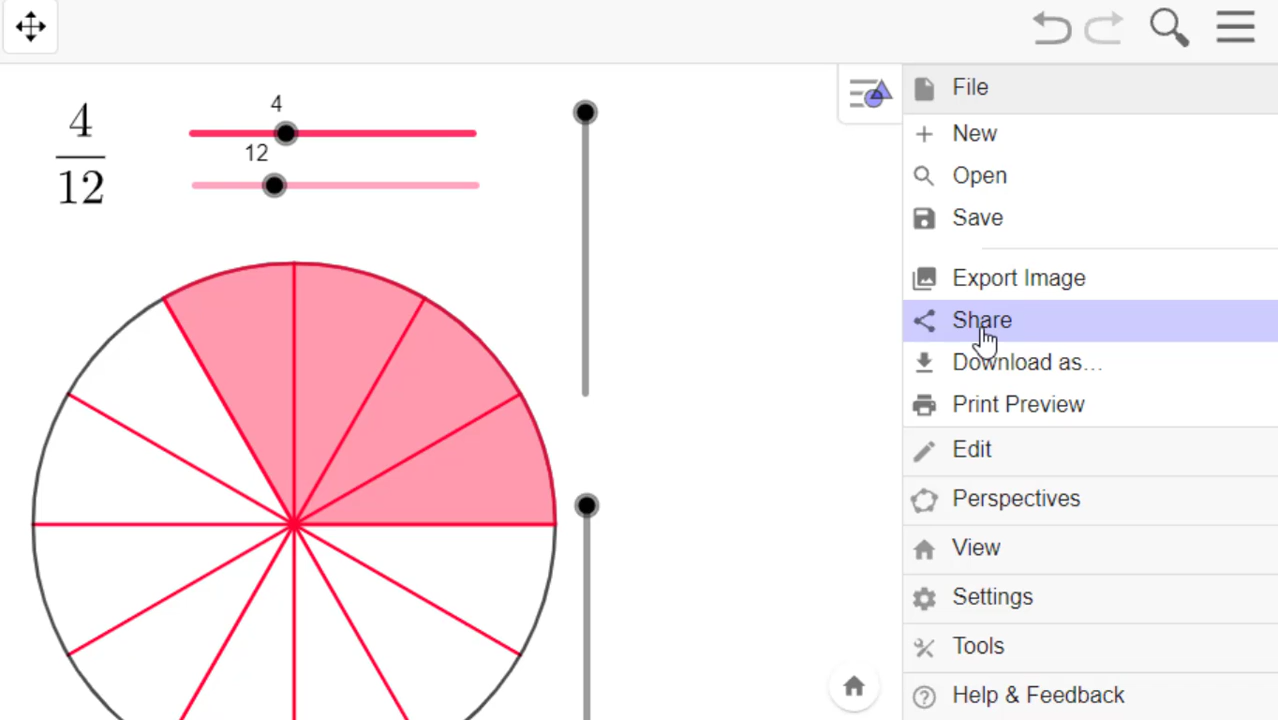 4
12
4
12
File
New
Open
Save
Export Image
Share
Download as...
Print Preview
Edit
Perspectives
View
Settings
Tools
Help & Feedback